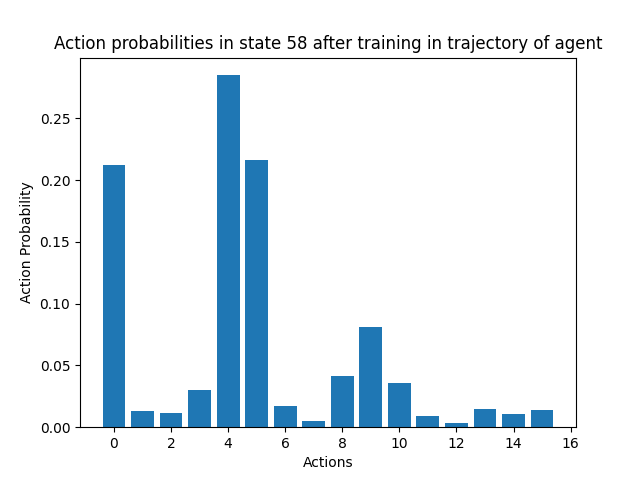 Action probabilities in state 58 after training in trajectory of agent
Action Probability
0.25
0.20
0.15
0.10
0.05
0.00
0 2 4 6 8 10 12 14 16
Actions